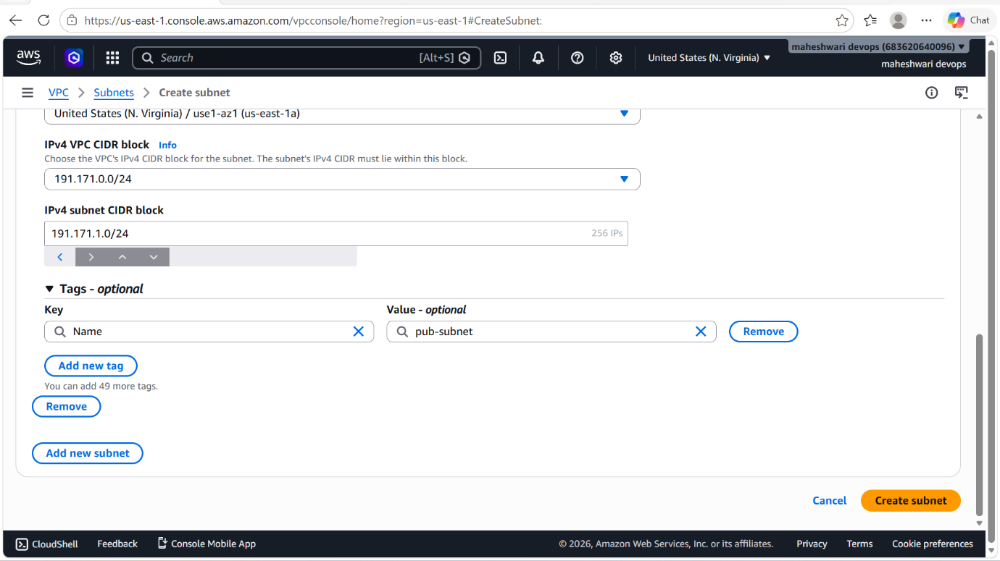 https://us-east-1.console.aws.amazon.com/vpcconsole/home?region=us-east-1#CreateSubnet:
Chat
aws
Search
[Alt+S]
United States (N. Virginia)
maheshwari devops (683620640096)
maheshwari devops
VPC
Subnets
Create subnet
United States (N. Virginia) / use1-az1 (us-east-1a)
IPv4 VPC CIDR block Info
Choose the VPC's IPv4 CIDR block for the subnet. The subnet's IPv4 CIDR must lie within this block.
191.171.0.0/24
IPv4 subnet CIDR block
191.171.1.0/24
256 IPs
Tags - optional
Key
Value - optional
Name
pub-subnet
Remove
Add new tag
You can add 49 more tags.
Remove
Add new subnet
Cancel
Create subnet
CloudShell
Feedback
Console Mobile App
© 2026, Amazon Web Services, Inc. or its affiliates.
Privacy
Terms
Cookie preferences